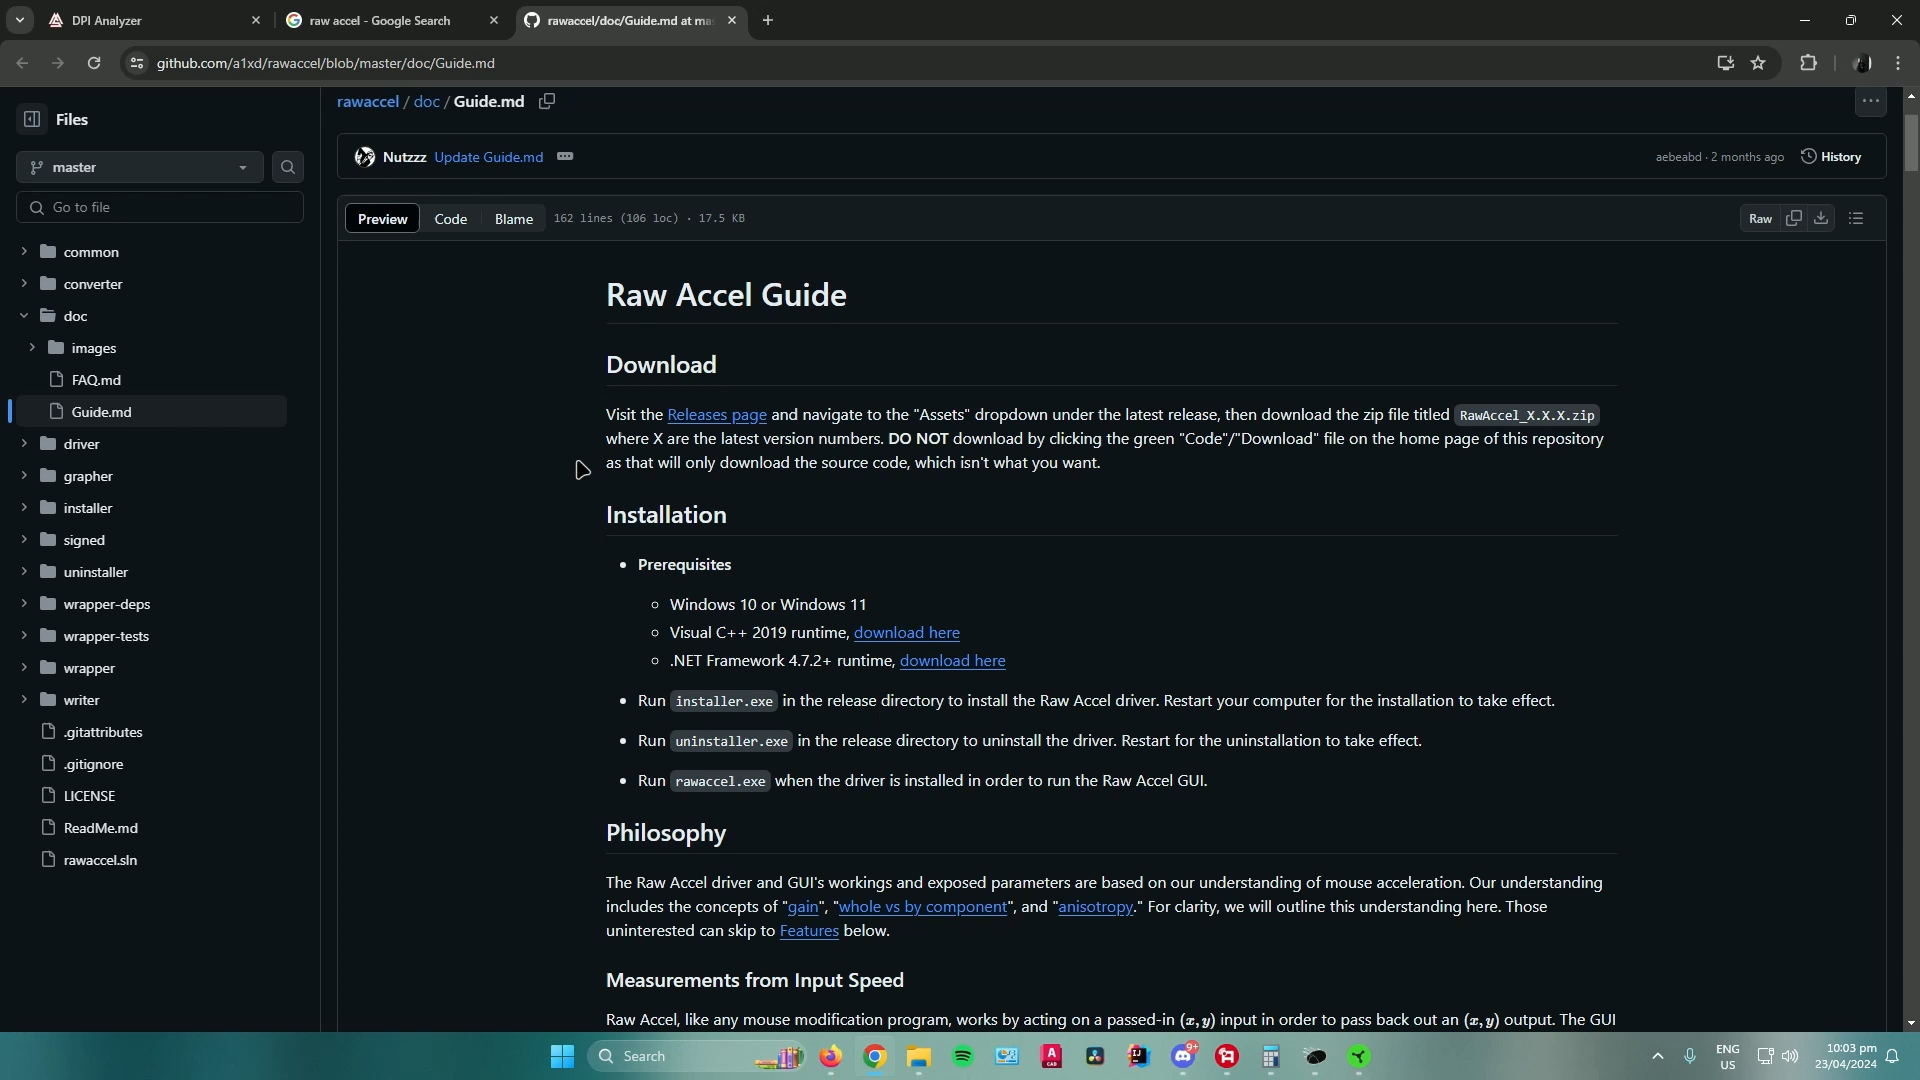 DPI Analyzer
raw accel - Google Search
rawaccel/doc/Guide.md at ma
github.com/a1xd/rawaccel/blob/master/doc/Guide.md
Files
master
Go to file
common
converter
doc
images
FAQ.md
Guide.md
driver
grapher
installer
signed
uninstaller
wrapper-deps
wrapper-tests
wrapper
writer
.gitattributes
.gitignore
LICENSE
ReadMe.md
rawaccel.sln
rawaccel / doc / Guide.md
Nutzzz Update Guide.md
aebeabd · 2 months ago History
Preview Code Blame 162 lines (106 loc) · 17.5 KB
Raw
Raw Accel Guide
Download
Visit the Releases page and navigate to the "Assets" dropdown under the latest release, then download the zip file titled RawAccel_X.X.X.zip
where X are the latest version numbers. DO NOT download by clicking the green "Code"/"Download" file on the home page of this repository
as that will only download the source code, which isn't what you want.
Installation
• Prerequisites
◦ Windows 10 or Windows 11
◦ Visual C++ 2019 runtime, download here
◦ .NET Framework 4.7.2+ runtime, download here
• Run installer.exe in the release directory to install the Raw Accel driver. Restart your computer for the installation to take effect.
• Run uninstaller.exe in the release directory to uninstall the driver. Restart for the uninstallation to take effect.
• Run rawaccel.exe when the driver is installed in order to run the Raw Accel GUI.
Philosophy
The Raw Accel driver and GUI's workings and exposed parameters are based on our understanding of mouse acceleration. Our understanding
includes the concepts of "gain", "whole vs by component", and "anisotropy." For clarity, we will outline this understanding here. Those
uninterested can skip to Features below.
Measurements from Input Speed
Raw Accel, like any mouse modification program, works by acting on a passed-in (x,y) input in order to pass back out an (x,y) output. The GUI
Search
9+
ENG
US
10:03 pm
23/04/2024